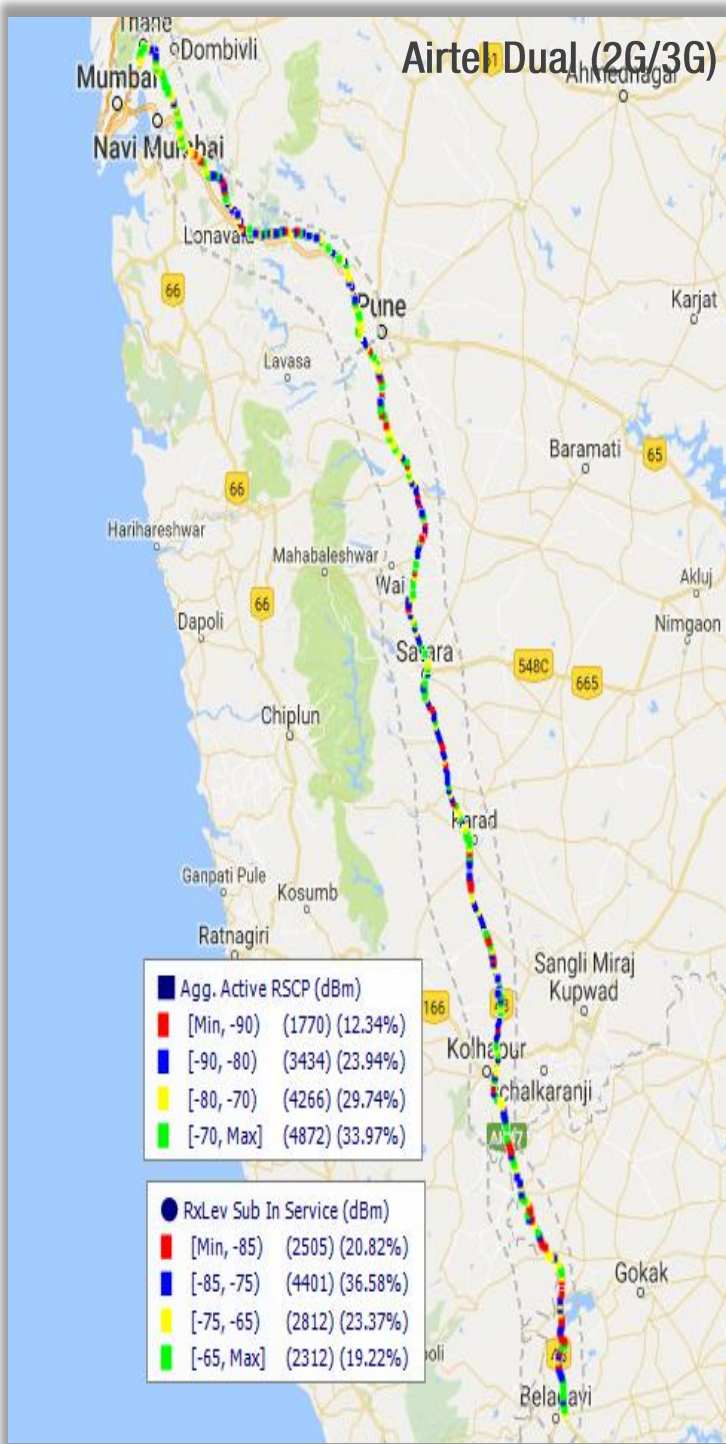 Airtel Dual (2G/3G)
Thane
Dombivli
61
Ahmednagar
Mumbai
Navi Mumbai
Lonavala
66
Pune
Karjat
Lavasa
Baramati
65
66
Harihareshwar
Mahabaleshwar
Wai
Akluj
66
Dapoli
Nimgaon
Satara
548C
665
Chiplun
Karad
Ganpati Pule
Kosumb
Ratnagiri
Sangli Miraj
Kupwad
166
Kolhapur
chalkaranji
Agg. Active RSCP (dBm)
[Min, -90) (1770) (12.34%)
[-90, -80) (3434) (23.94%)
[-80, -70) (4266) (29.74%)
[-70, Max] (4872) (33.97%)
RxLev Sub In Service (dBm)
[Min, -85) (2505) (20.82%)
[-85, -75) (4401) (36.58%)
[-75, -65) (2812) (23.37%)
[-65, Max] (2312) (19.22%)
Gokak
oli
Belagavi